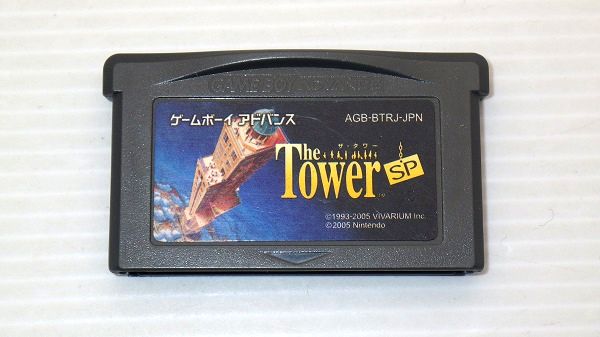 GAME BOY ADVANCE
ゲームボーイ アドバンス AGB-BTRJ-JPN
ザ・タワー
The Tower SP
TM
©1993-2005 VIVARIUM Inc.
©2005 Nintendo